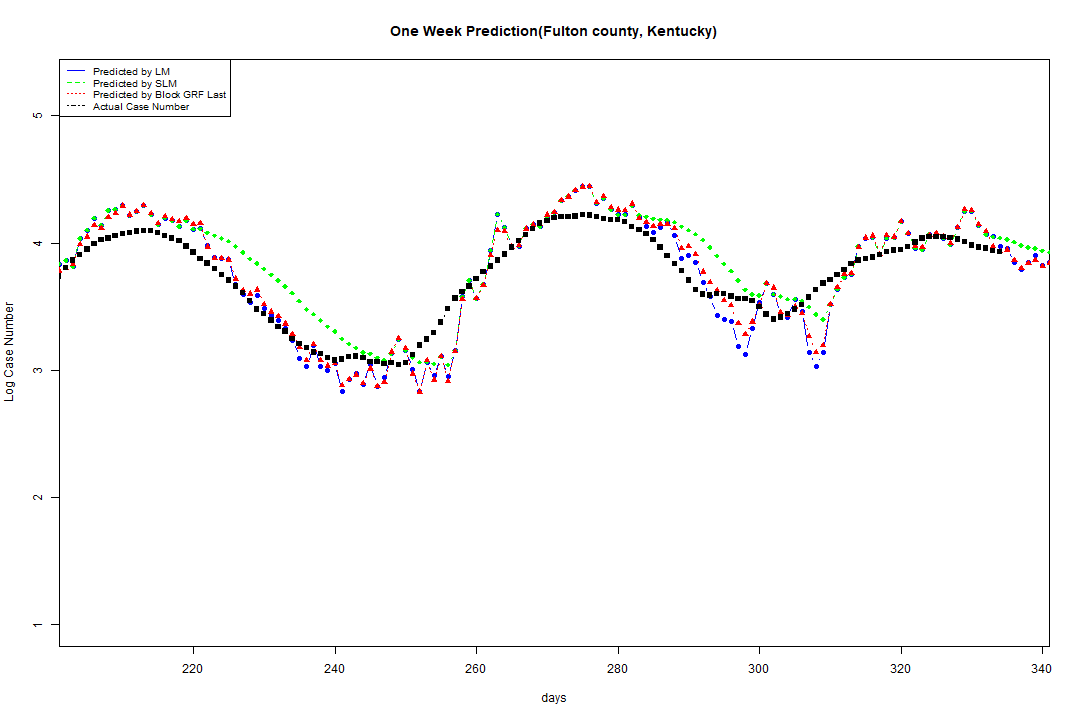 One Week Prediction(Fulton county, Kentucky)
Predicted by LM
Predicted by SLM
Predicted by Block GRF Last
Actual Case Number
5
4
3
2
1
Log Case Number
220 240 260 280 300 320 340
days